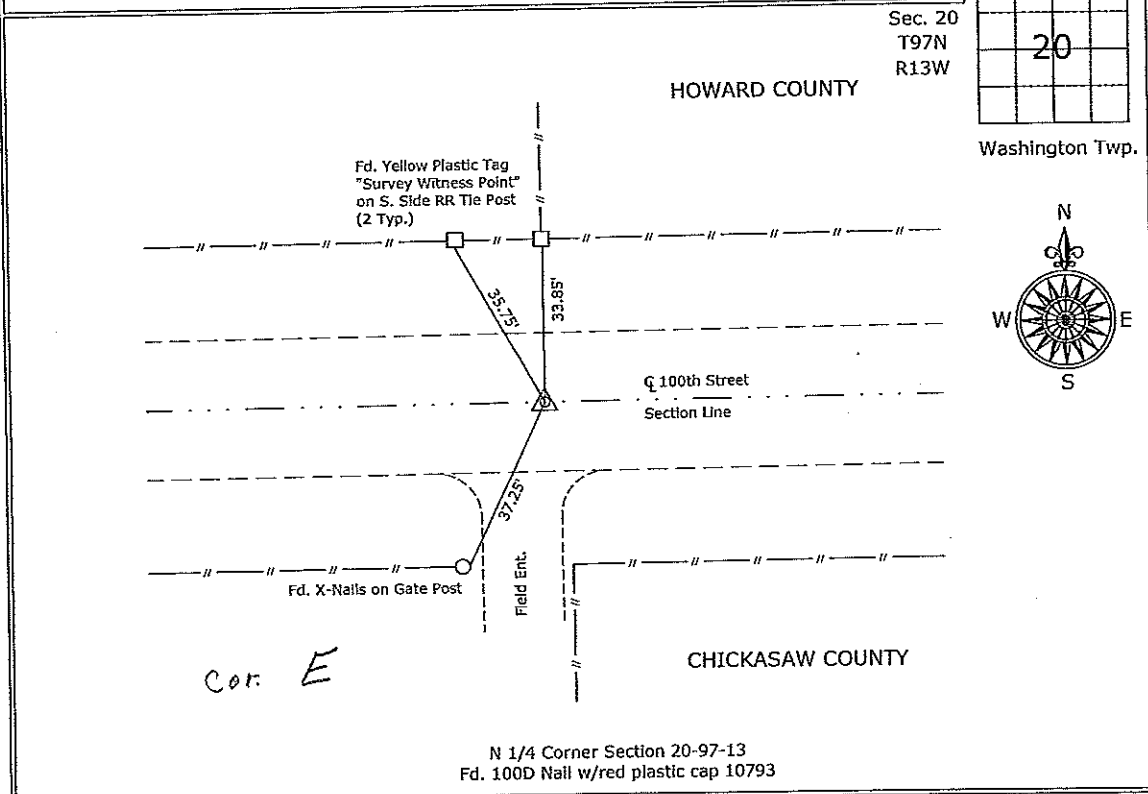 Sec. 20
T97N
R13W
20
Washington Twp.
HOWARD COUNTY
Fd. Yellow Plastic Tag
"Survey Witness Point"
on S. Side RR Tie Post
(2 Typ.)
N
W E
S
35.75'
33.85'
℄ 100th Street
Section Line
37.25'
Field Ent.
Fd. X-Nails on Gate Post
Cor. E
CHICKASAW COUNTY
N 1/4 Corner Section 20-97-13
Fd. 100D Nail w/red plastic cap 10793